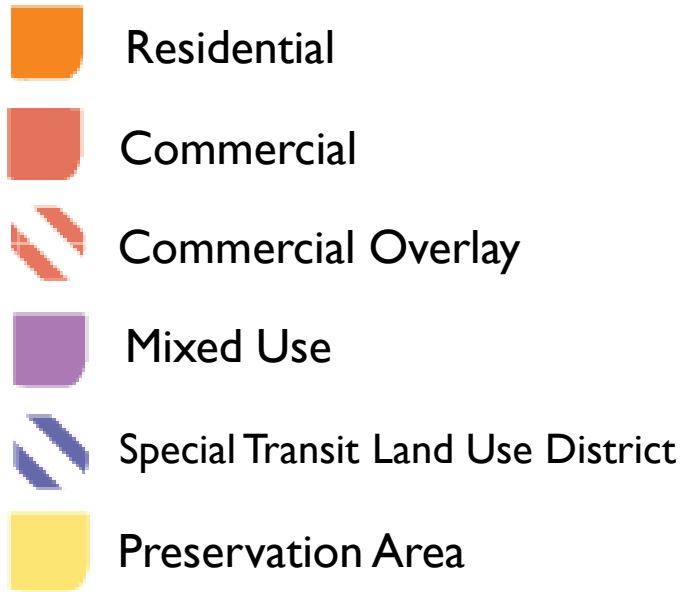 Residential
Commercial
Commercial Overlay
Mixed Use
Special Transit Land Use District
Preservation Area